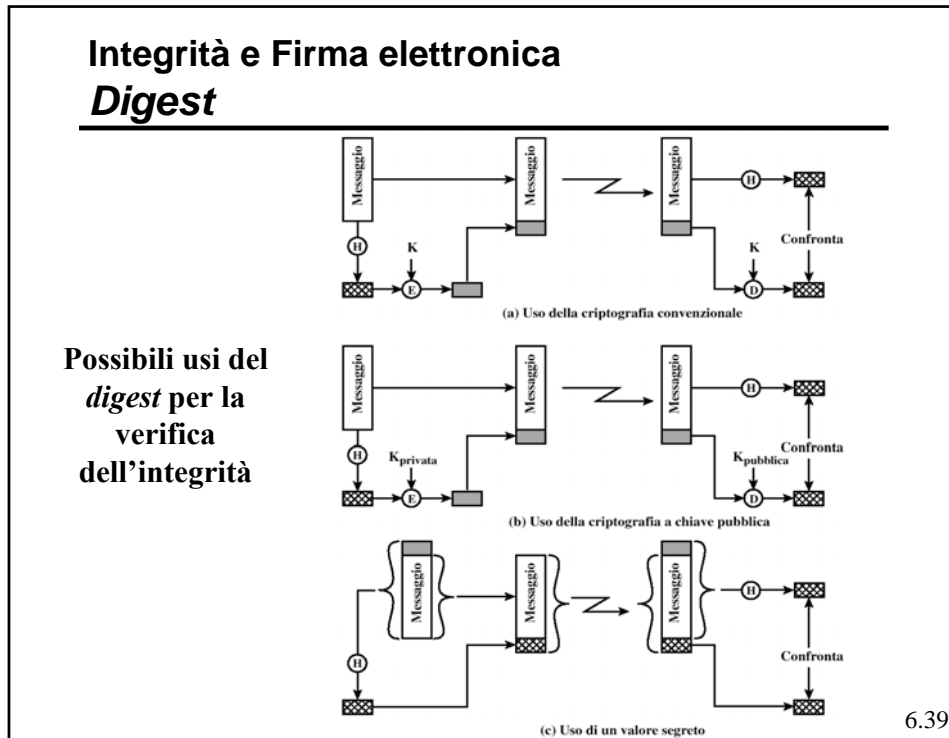 Integrità e Firma elettronica
Digest
Possibili usi del
digest per la
verifica
dell'integrità
Messaggio
Messaggio
Messaggio
H
H
K
K
Confronta
E
D
(a) Uso della criptografia convenzionale
Messaggio
Messaggio
Messaggio
H
H
Kprivata
Kpubblica
Confronta
E
D
(b) Uso della criptografia a chiave pubblica
Messaggio
Messaggio
Messaggio
H
H
Confronta
(c) Uso di un valore segreto
6.39